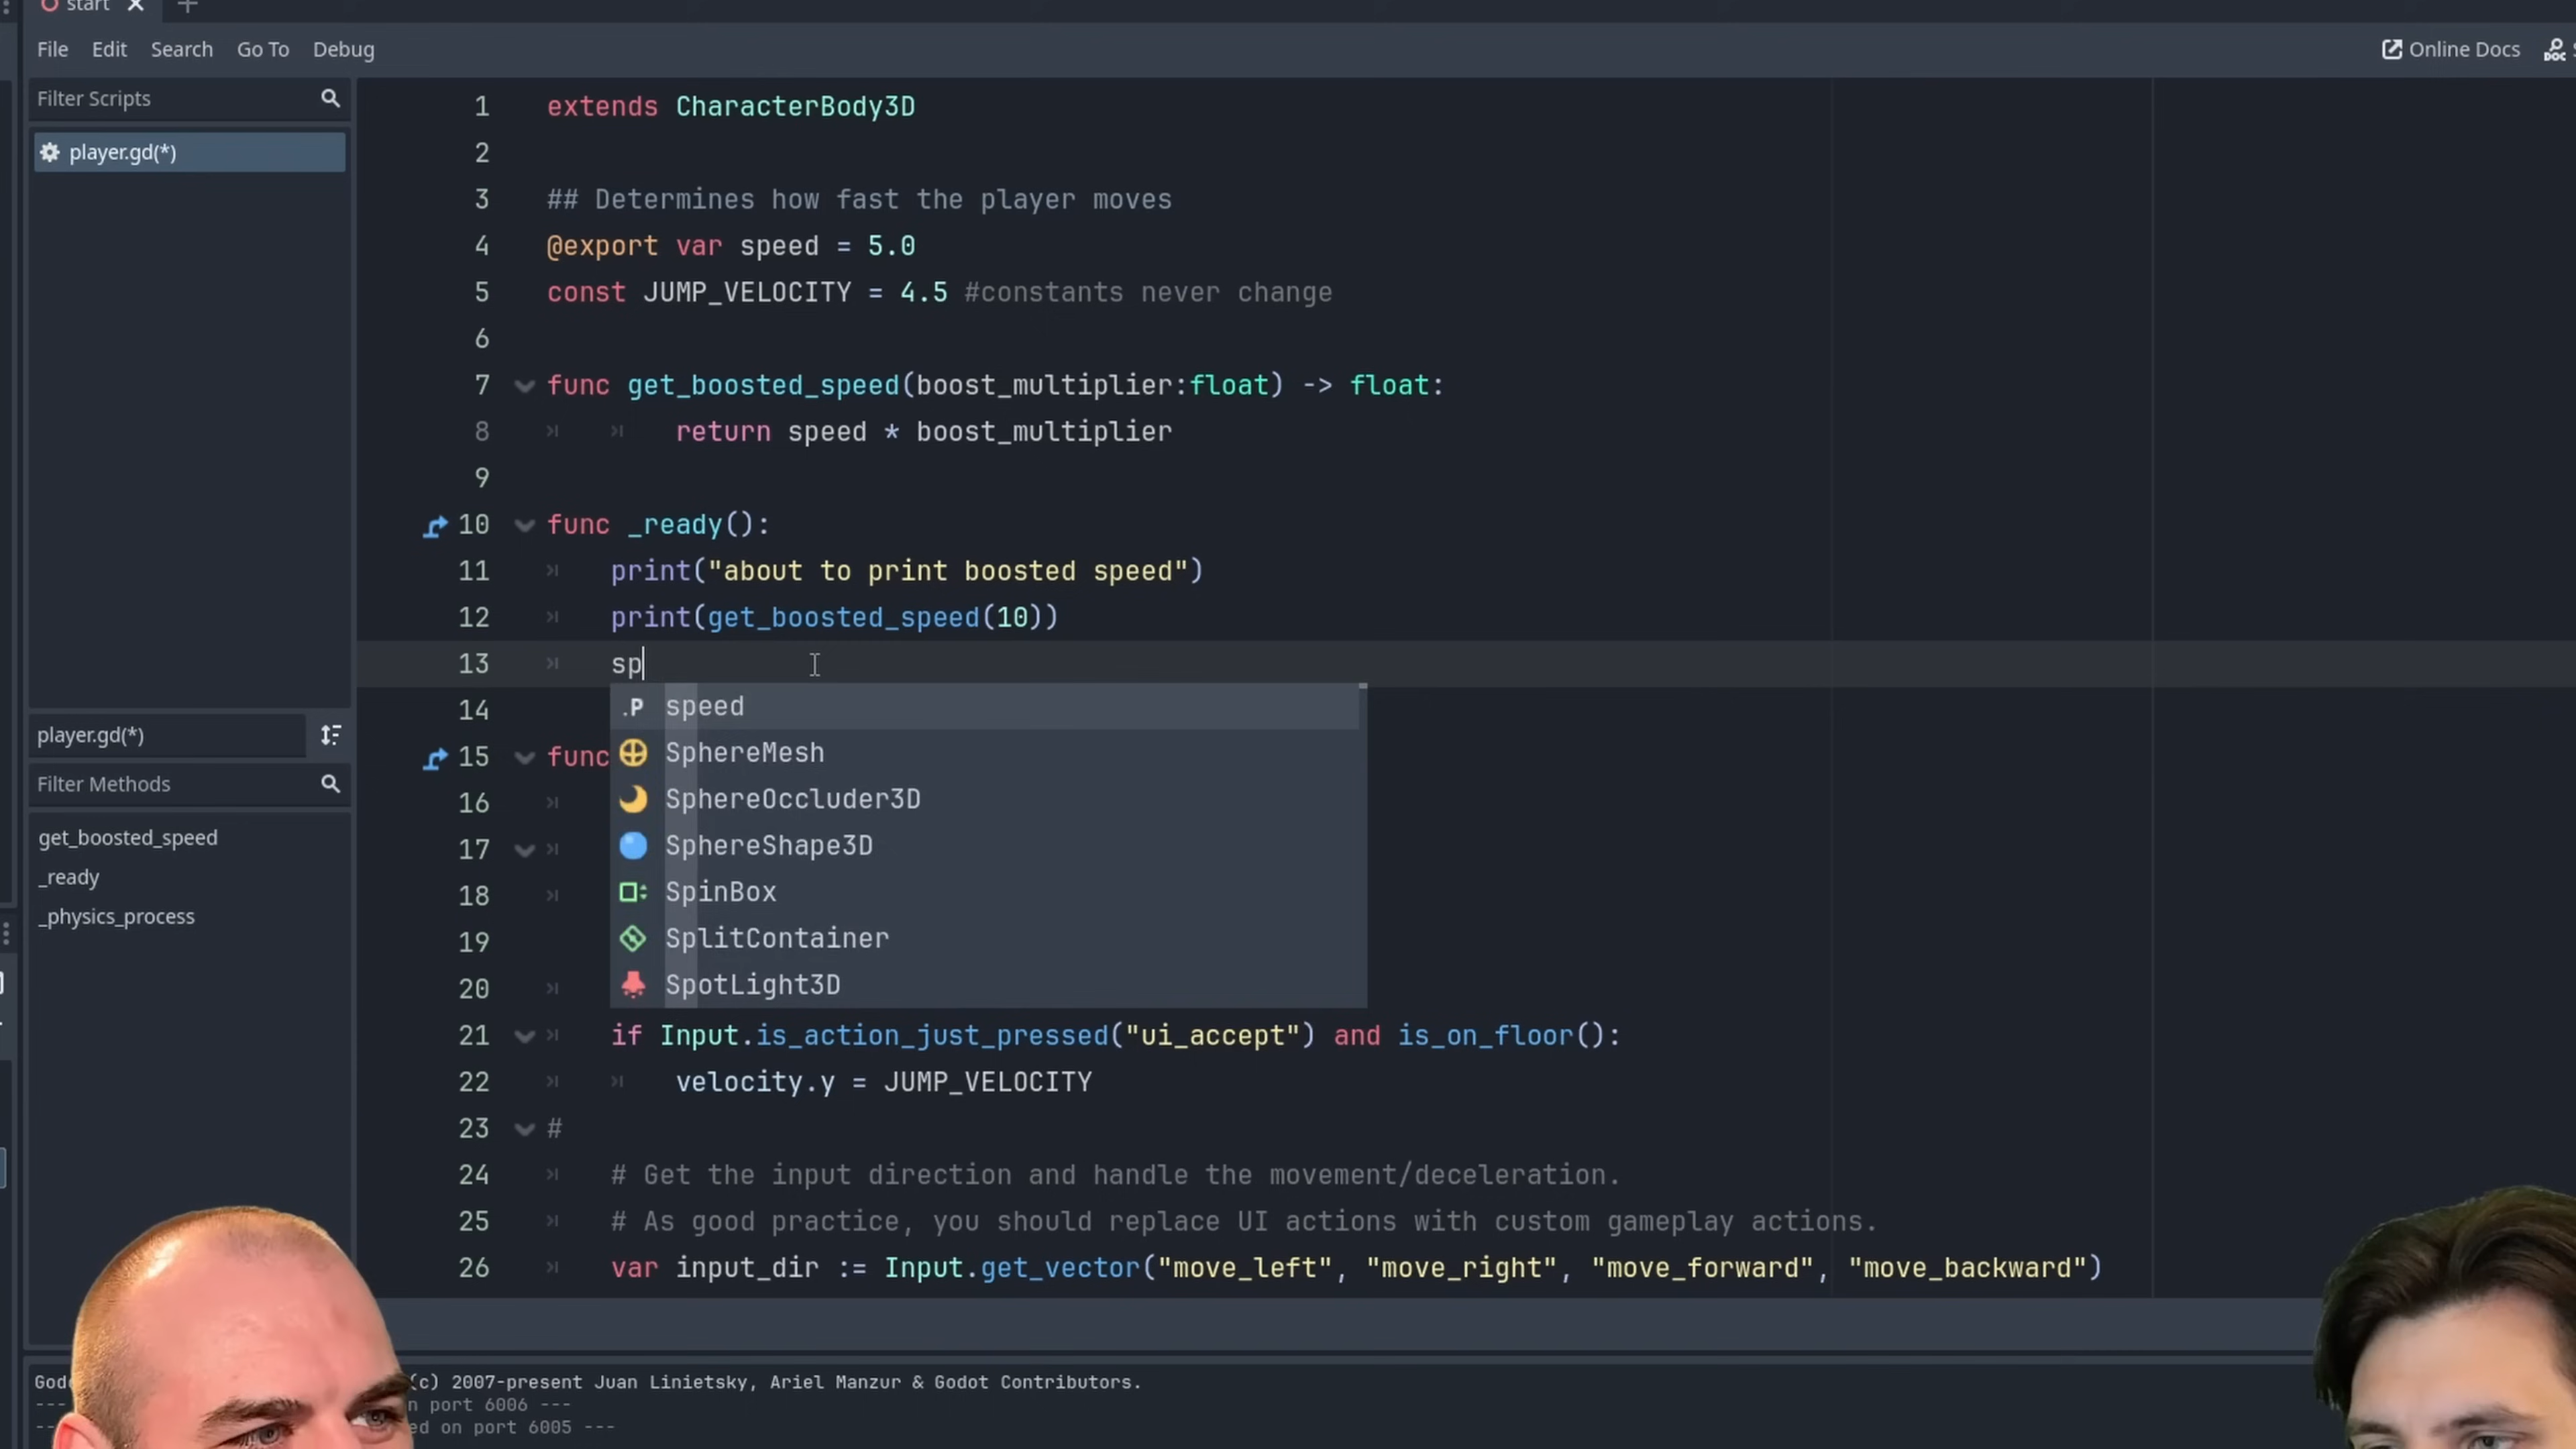 start
File Edit Search Go To Debug
Online Docs
Filter Scripts
player.gd(*)
player.gd(*)
Filter Methods
get_boosted_speed
_ready
_physics_process
1 extends CharacterBody3D
2
3 ## Determines how fast the player moves
4 @export var speed = 5.0
5 const JUMP_VELOCITY = 4.5 #constants never change
6
7 func get_boosted_speed(boost_multiplier:float) -> float:
8 return speed * boost_multiplier
9
10 func _ready():
11 print("about to print boosted speed")
12 print(get_boosted_speed(10))
13 sp
.P speed
SphereMesh
SphereOccluder3D
SphereShape3D
SpinBox
SplitContainer
SpotLight3D
14
15 func
16
17
18
19
20
21 if Input.is_action_just_pressed("ui_accept") and is_on_floor():
22 velocity.y = JUMP_VELOCITY
23 #
24 # Get the input direction and handle the movement/deceleration.
25 # As good practice, you should replace UI actions with custom gameplay actions.
26 var input_dir := Input.get_vector("move_left", "move_right", "move_forward", "move_backward")
(c) 2007-present Juan Linietsky, Ariel Manzur & Godot Contributors.
--- n port 6006 ---
--- ed on port 6005 ---